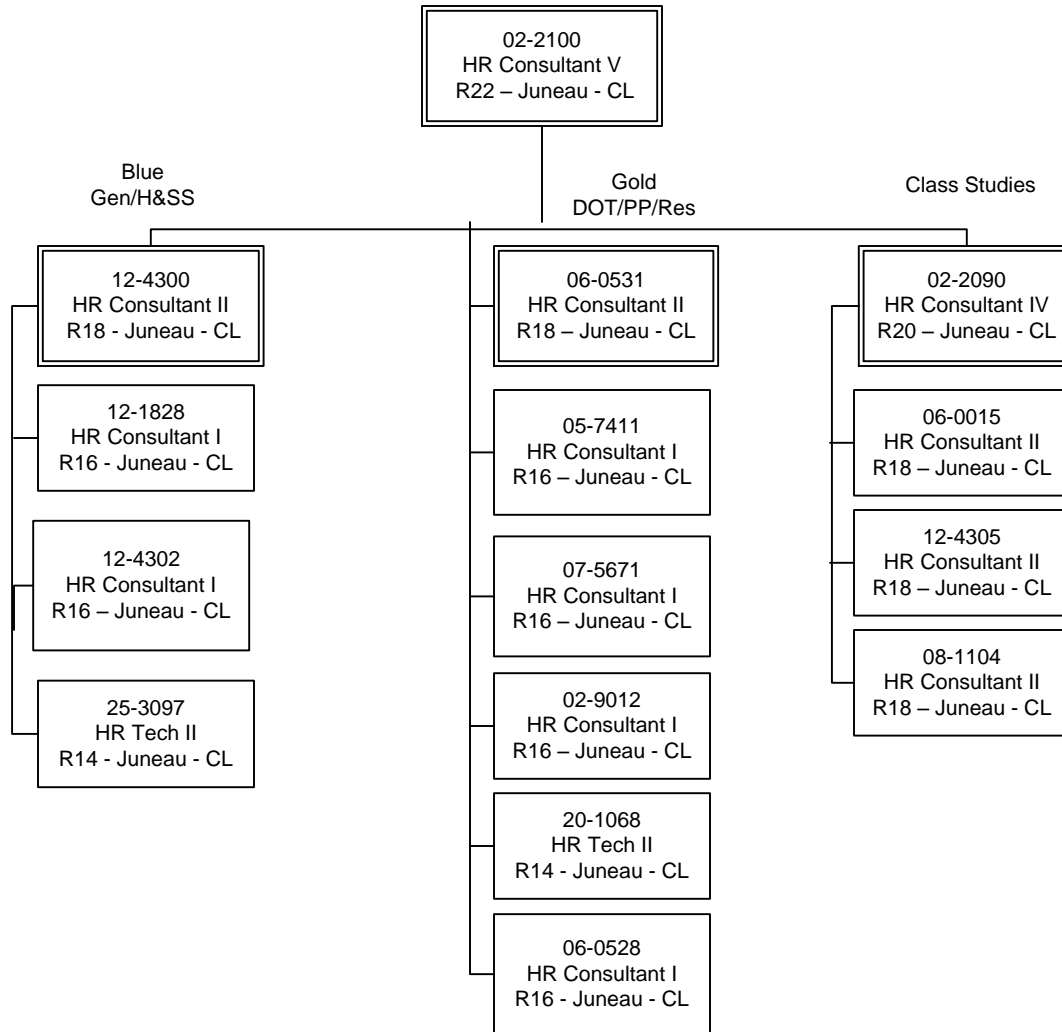 02-2100
HR Consultant V
R22 – Juneau - CL
Blue
Gen/H&SS
Gold
DOT/PP/Res
Class Studies
12-4300
HR Consultant II
R18 - Juneau - CL
12-1828
HR Consultant I
R16 - Juneau - CL
12-4302
HR Consultant I
R16 – Juneau - CL
25-3097
HR Tech II
R14 - Juneau - CL
06-0531
HR Consultant II
R18 – Juneau - CL
05-7411
HR Consultant I
R16 – Juneau - CL
07-5671
HR Consultant I
R16 – Juneau - CL
02-9012
HR Consultant I
R16 – Juneau - CL
20-1068
HR Tech II
R14 - Juneau - CL
06-0528
HR Consultant I
R16 - Juneau - CL
02-2090
HR Consultant IV
R20 – Juneau - CL
06-0015
HR Consultant II
R18 – Juneau - CL
12-4305
HR Consultant II
R18 – Juneau - CL
08-1104
HR Consultant II
R18 – Juneau - CL